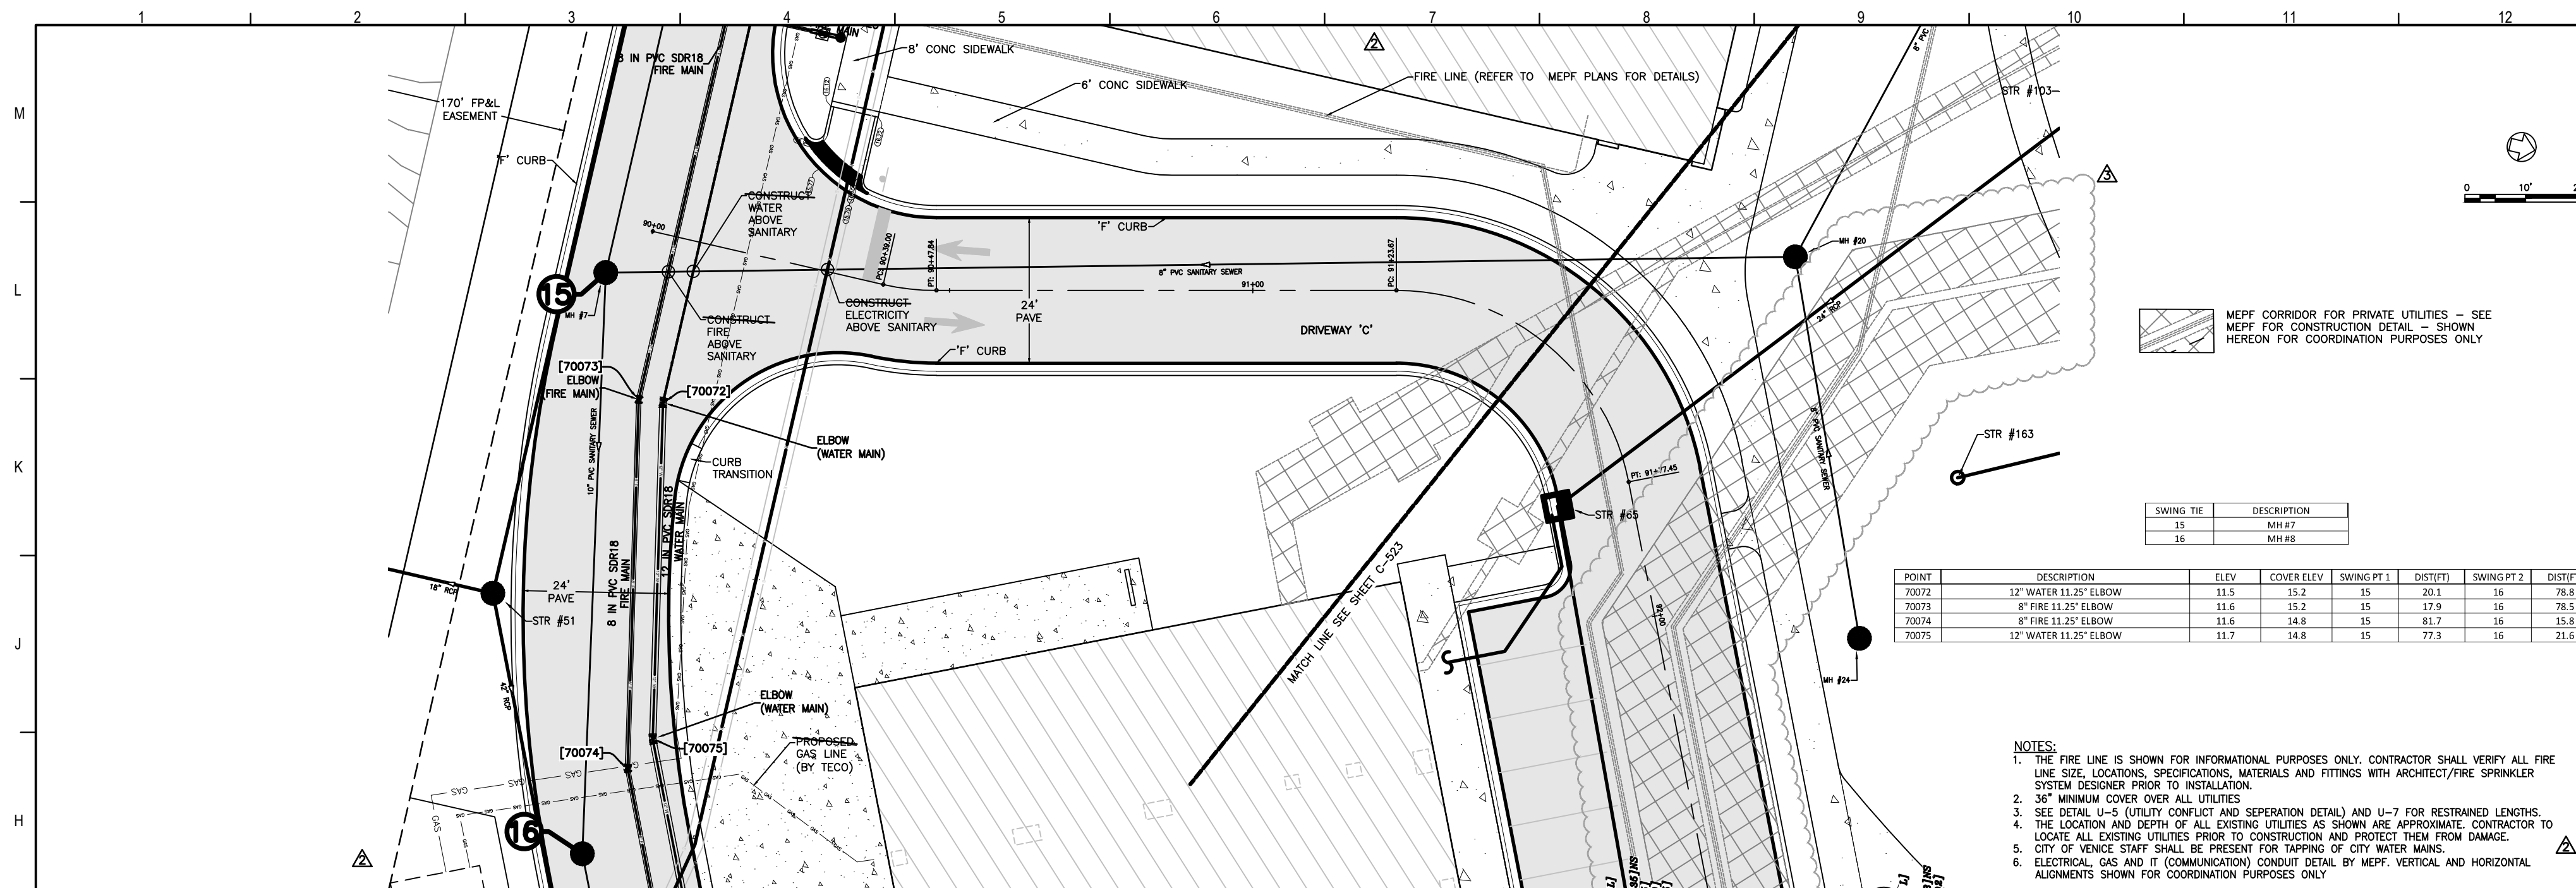 1 2 3 4 5 6 7 8 9 10 11 12
M
L
K
J
H
8 IN PVC SDR18
FIRE MAIN
MAIN
8' CONC SIDEWALK
6' CONC SIDEWALK
2
FIRE LINE (REFER TO MEPF PLANS FOR DETAILS)
8" PVC
STR #103
170' FP&L
EASEMENT
'F' CURB
3
0 10'
CONSTRUCT
WATER
ABOVE
SANITARY
90+00
PC: 90+39.00
PT: 90+47.84
'F' CURB
PC: 91+23.67
MH #20
8" PVC SANITARY SEWER
91+00
15
MH #7
CONSTRUCT
FIRE
ABOVE
SANITARY
CONSTRUCT
ELECTRICITY
ABOVE SANITARY
24'
PAVE
DRIVEWAY 'C'
'F' CURB
24" RCP
MEPF CORRIDOR FOR PRIVATE UTILITIES – SEE
MEPF FOR CONSTRUCTION DETAIL – SHOWN
HEREON FOR COORDINATION PURPOSES ONLY
[70073]
ELBOW
(FIRE MAIN)
[70072]
ELBOW
(WATER MAIN)
10" PVC SANITARY SEWER
CURB
TRANSITION
8" PVC SANITARY SEWER
STR #163
PT: 91+77.45
STR #65
12 IN PVC SDR18
WATER MAIN
8 IN PVC SDR18
FIRE MAIN
SWING TIE DESCRIPTION
15 MH #7
16 MH #8
18" RCP
24'
PAVE
STR #51
MATCH LINE SEE SHEET C-523
92+00
POINT DESCRIPTION ELEV COVER ELEV SWING PT 1 DIST(FT) SWING PT 2 DIST(F
70072 12" WATER 11.25° ELBOW 11.5 15.2 15 20.1 16 78.8
70073 8" FIRE 11.25° ELBOW 11.6 15.2 15 17.9 16 78.5
70074 8" FIRE 11.25° ELBOW 11.6 14.8 15 81.7 16 15.8
70075 12" WATER 11.25° ELBOW 11.7 14.8 15 77.3 16 21.6
42" RCP
MH #24
ELBOW
(WATER MAIN)
[70074]
[70075]
PROPOSED
GAS LINE
(BY TECO)
GAS GAS GAS
GAS
16
2
NOTES:
1. THE FIRE LINE IS SHOWN FOR INFORMATIONAL PURPOSES ONLY. CONTRACTOR SHALL VERIFY ALL FIRE
LINE SIZE, LOCATIONS, SPECIFICATIONS, MATERIALS AND FITTINGS WITH ARCHITECT/FIRE SPRINKLER
SYSTEM DESIGNER PRIOR TO INSTALLATION.
2. 36" MINIMUM COVER OVER ALL UTILITIES
3. SEE DETAIL U–5 (UTILITY CONFLICT AND SEPERATION DETAIL) AND U–7 FOR RESTRAINED LENGTHS.
4. THE LOCATION AND DEPTH OF ALL EXISTING UTILITIES AS SHOWN ARE APPROXIMATE. CONTRACTOR TO
LOCATE ALL EXISTING UTILITIES PRIOR TO CONSTRUCTION AND PROTECT THEM FROM DAMAGE.
5. CITY OF VENICE STAFF SHALL BE PRESENT FOR TAPPING OF CITY WATER MAINS.
6. ELECTRICAL, GAS AND IT (COMMUNICATION) CONDUIT DETAIL BY MEPF. VERTICAL AND HORIZONTAL
ALIGNMENTS SHOWN FOR COORDINATION PURPOSES ONLY
2